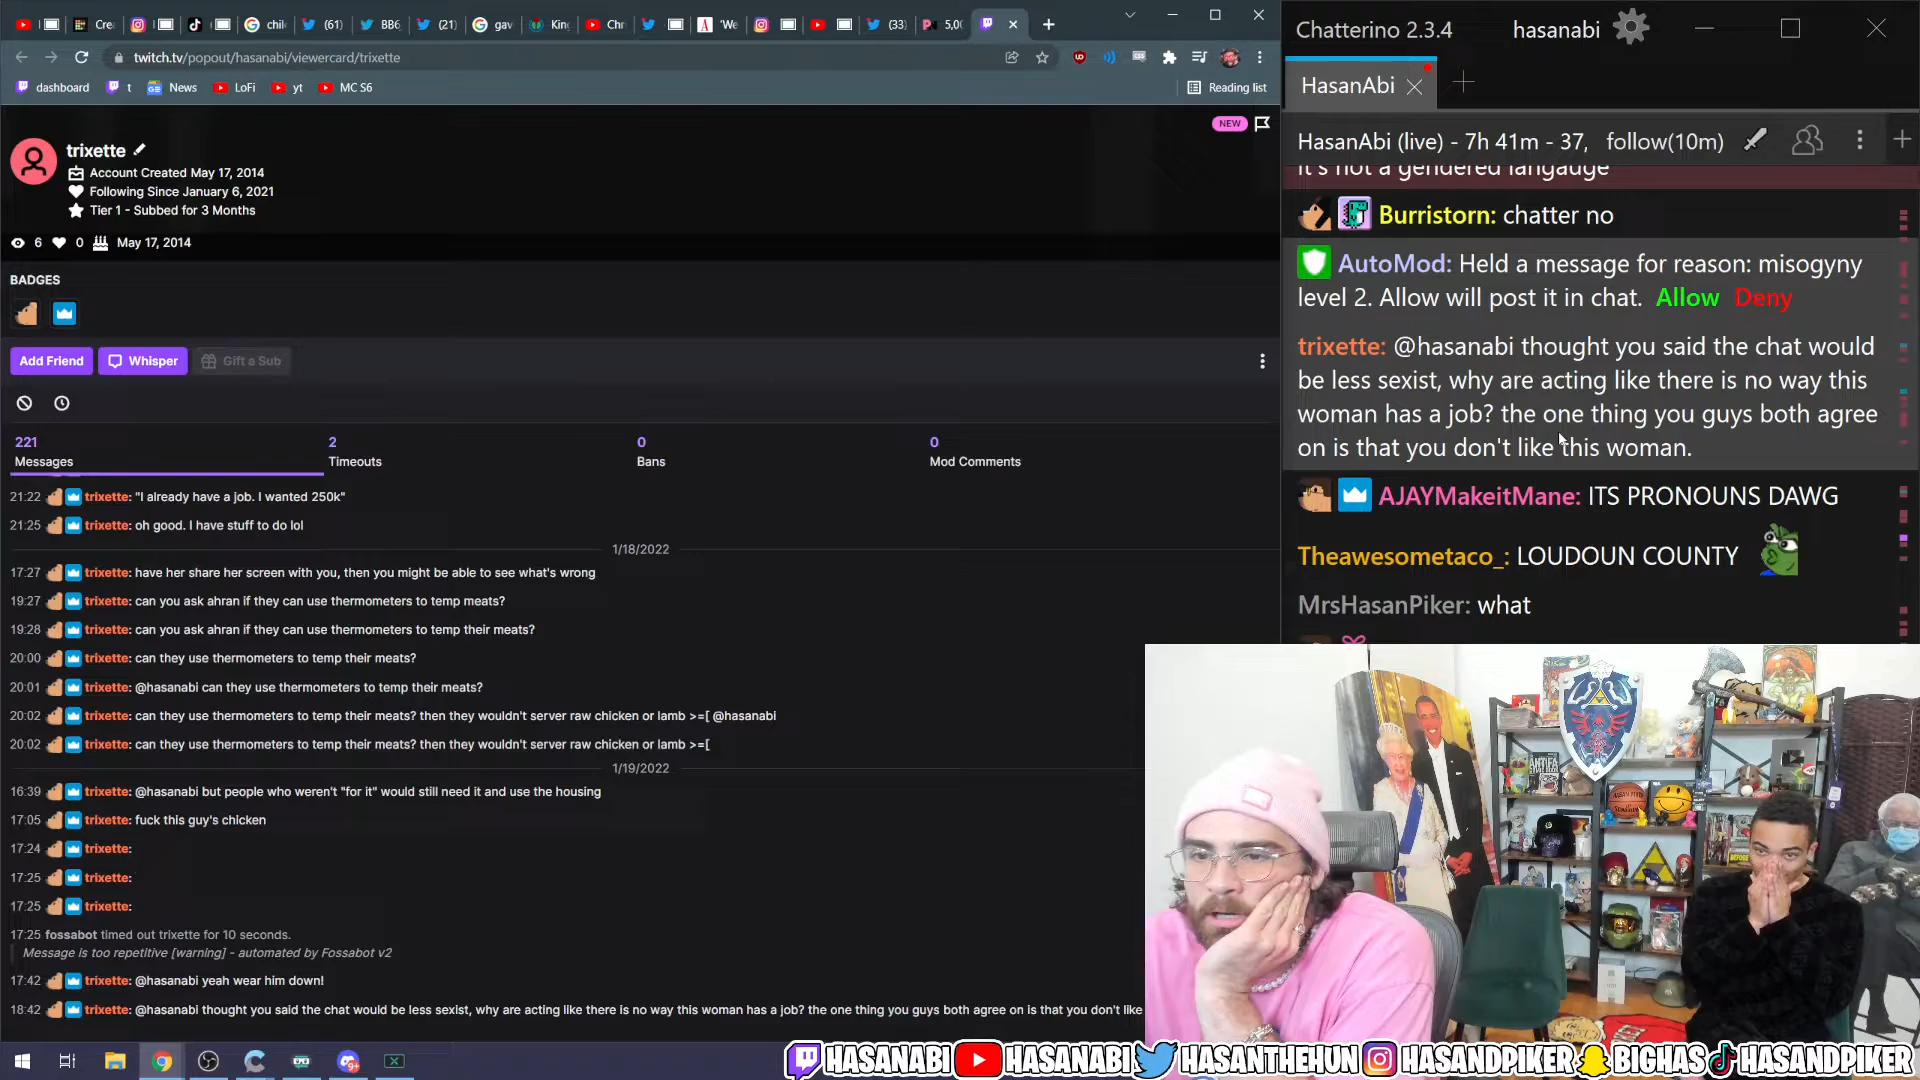 Cre
chil
(61)
BB6
(21)
gav
King
Chr
'We
(33)
5,00
twitch.tv/popout/hasanabi/viewercard/trixette
dashboard
t
News
LoFi
yt
MC S6
Reading list
NEW
trixette
Account Created May 17, 2014
Following Since January 6, 2021
Tier 1 - Subbed for 3 Months
6 0 May 17, 2014
BADGES
Add Friend
Whisper
Gift a Sub
221 2 0 0
Messages Timeouts Bans Mod Comments
21:22 trixette: "I already have a job. I wanted 250k"
21:25 trixette: oh good. I have stuff to do lol
1/18/2022
17:27 trixette: have her share her screen with you, then you might be able to see what's wrong
19:27 trixette: can you ask ahran if they can use thermometers to temp meats?
19:28 trixette: can you ask ahran if they can use thermometers to temp their meats?
20:00 trixette: can they use thermometers to temp their meats?
20:01 trixette: @hasanabi can they use thermometers to temp their meats?
20:02 trixette: can they use thermometers to temp their meats? then they wouldn't server raw chicken or lamb >=[ @hasanabi
20:02 trixette: can they use thermometers to temp their meats? then they wouldn't server raw chicken or lamb >=[
1/19/2022
16:39 trixette: @hasanabi but people who weren't "for it" would still need it and use the housing
17:05 trixette: fuck this guy's chicken
17:24 trixette:
17:25 trixette:
17:25 trixette:
17:25 fossabot timed out trixette for 10 seconds.
Message is too repetitive [warning] - automated by Fossabot v2
17:42 trixette: @hasanabi yeah wear him down!
18:42 trixette: @hasanabi thought you said the chat would be less sexist, why are acting like there is no way this woman has a job? the one thing you guys both agree on is that you don't like
Chatterino 2.3.4 hasanabi
HasanAbi
HasanAbi (live) - 7h 41m - 37, follow(10m)
it's not a gendered langauge
Burristorn: chatter no
AutoMod: Held a message for reason: misogyny
level 2. Allow will post it in chat. Allow Deny
trixette: @hasanabi thought you said the chat would
be less sexist, why are acting like there is no way this
woman has a job? the one thing you guys both agree
on is that you don't like this woman.
AJAYMakeitMane: ITS PRONOUNS DAWG
Theawesometaco_: LOUDOUN COUNTY
MrsHasanPiker: what
ANTIFA
HASANABI HASANABI HASANTHEHUN HASANDPIKER BIGHAS HASANDPIKER